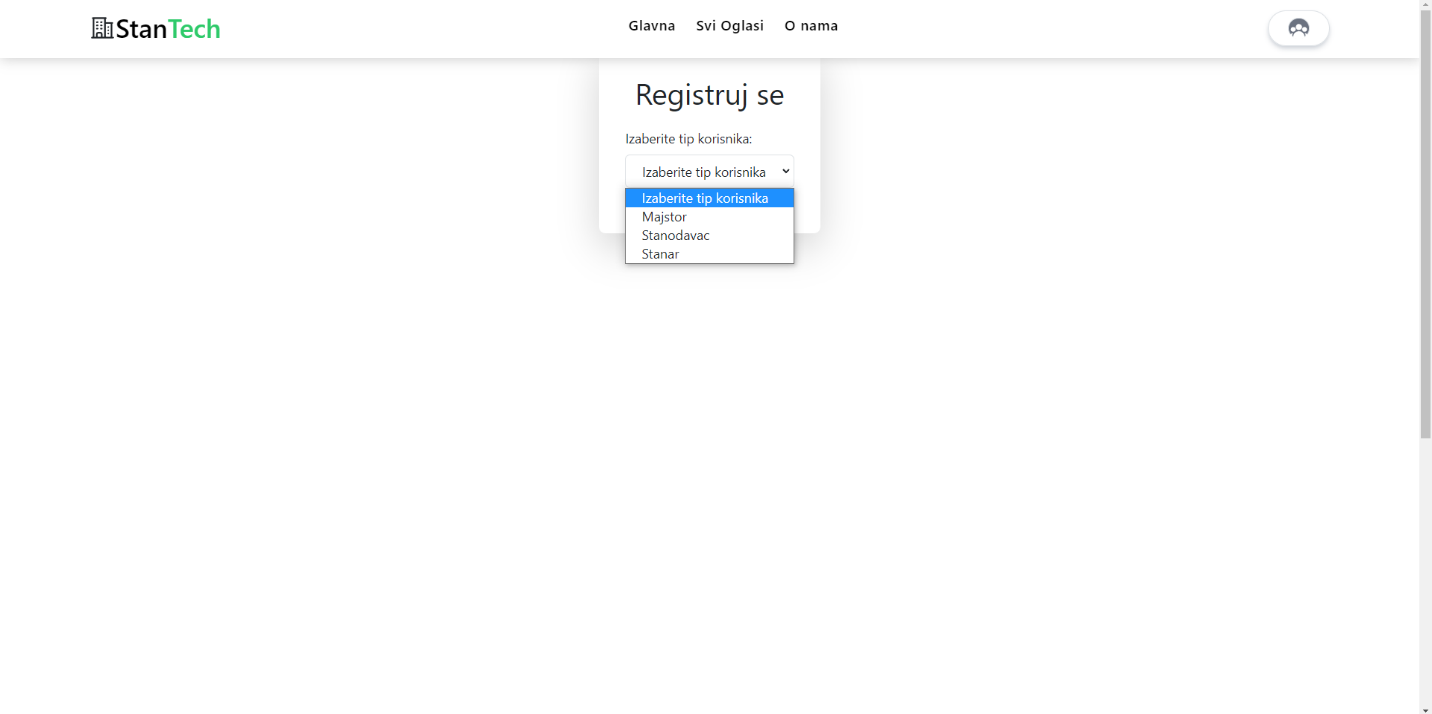 StanTech
Glavna Svi Oglasi O nama
Registruj se
Izaberite tip korisnika:
Izaberite tip korisnika
Izaberite tip korisnika
Majstor
Stanodavac
Stanar